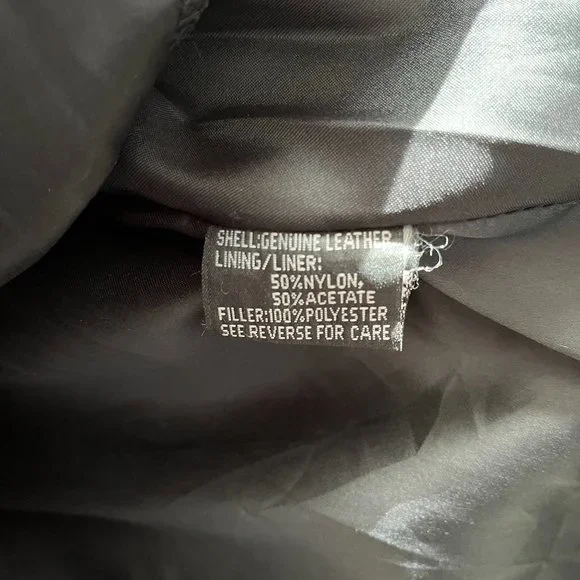 SHELL:GENUINE LEATHER
LINING/LINER:
50%NYLON,
50%ACETATE
FILLER:100%POLYESTER
SEE REVERSE FOR CARE